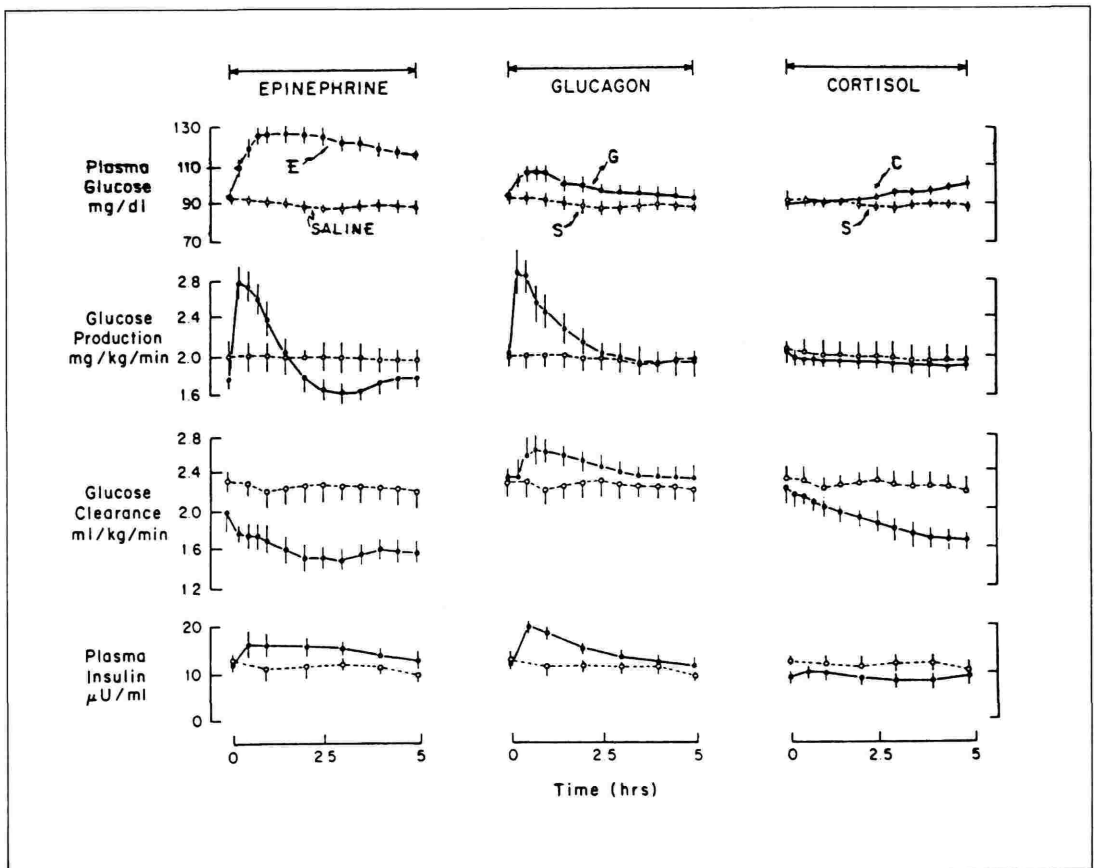 EPINEPHRINE
GLUCAGON
CORTISOL
Plasma
Glucose
mg/dl
130
110
90
70
E
SALINE
G
S
C
S
Glucose
Production
mg/kg/min
2.8
2.4
2.0
1.6
Glucose
Clearance
ml/kg/min
2.8
2.4
2.0
1.6
1.2
Plasma
Insulin
μU/ml
20
10
0
0 2.5 5
0 2.5 5
0 2.5 5
Time (hrs)